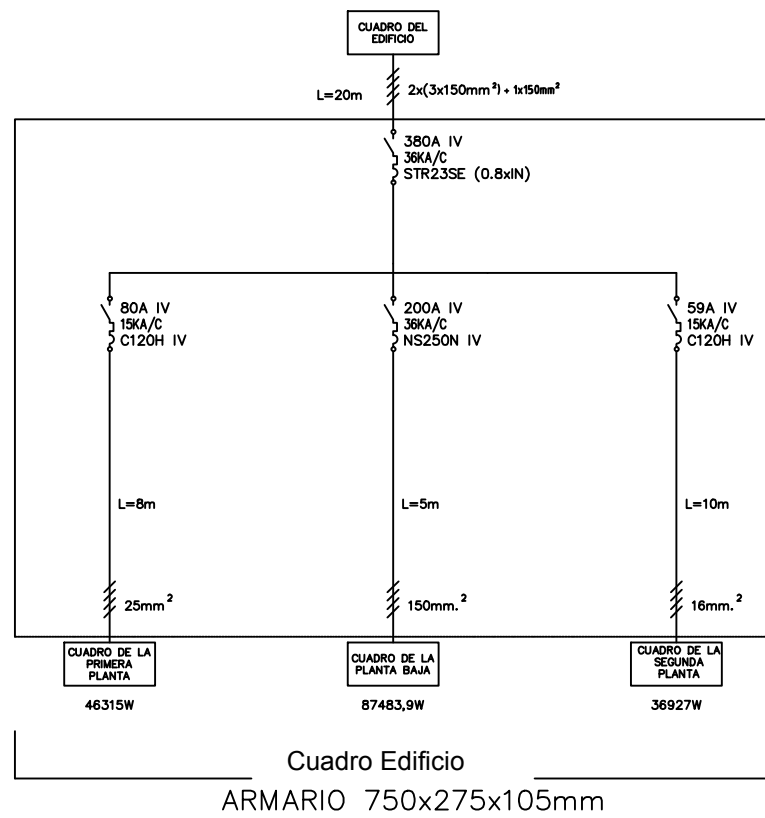 CUADRO DEL
EDIFICIO
L=20m
2x(3x150mm²) + 1x150mm²
380A IV
36KA/C
STR23SE (0.8xIN)
80A IV
15KA/C
C120H IV
200A IV
36KA/C
NS250N IV
59A IV
15KA/C
C120H IV
L=8m
L=5m
L=10m
25mm²
150mm.²
16mm.²
CUADRO DE LA
PRIMERA
PLANTA
CUADRO DE LA
PLANTA BAJA
CUADRO DE LA
SEGUNDA
PLANTA
46315W
87483,9W
36927W
Cuadro Edificio
ARMARIO 750x275x105mm